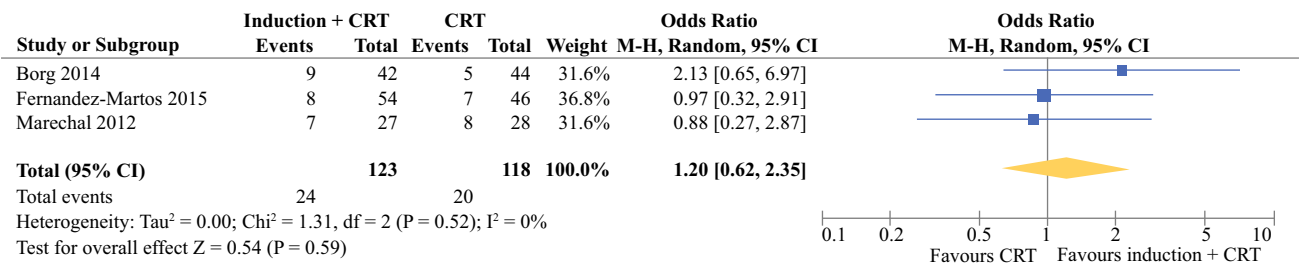 Induction + CRT CRT Odds Ratio Odds Ratio
Study or Subgroup Events Total Events Total Weight M-H, Random, 95% CI M-H, Random, 95% CI
Borg 2014 9 42 5 44 31.6% 2.13 [0.65, 6.97]
Fernandez-Martos 2015 8 54 7 46 36.8% 0.97 [0.32, 2.91]
Marechal 2012 7 27 8 28 31.6% 0.88 [0.27, 2.87]
Total (95% CI) 123 118 100.0% 1.20 [0.62, 2.35]
Total events 24 20
Heterogeneity: Tau² = 0.00; Chi² = 1.31, df = 2 (P = 0.52); I² = 0%
Test for overall effect Z = 0.54 (P = 0.59)
0.1 0.2 0.5 1 2 5 10
Favours CRT Favours induction + CRT